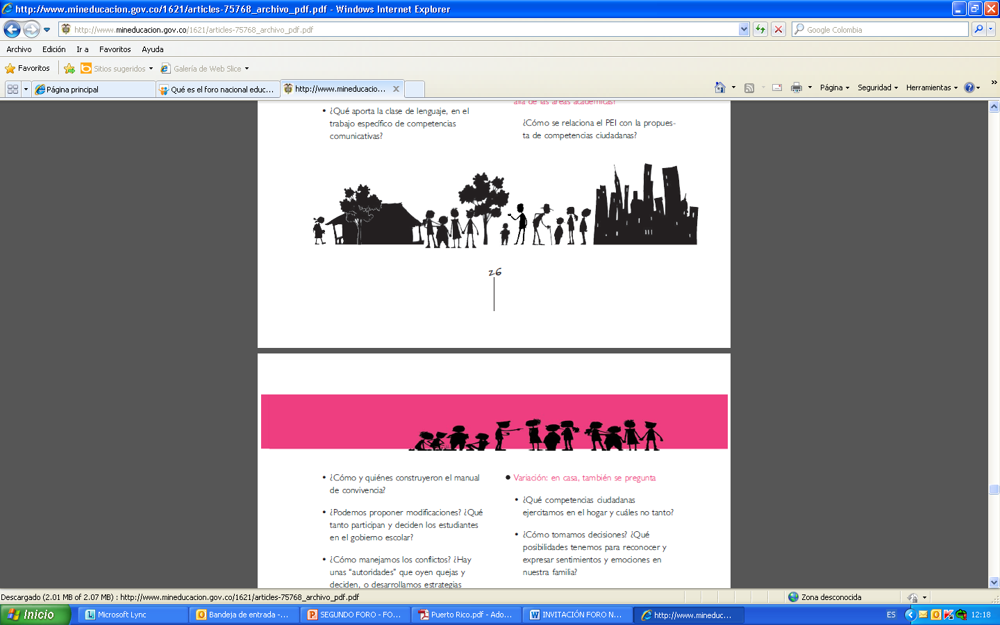 http://www.mineducacion.gov.co/1621/articles-75768_archivo_pdf.pdf - Windows Internet Explorer
http://www.mineducacion.gov.co/1621/articles-75768_archivo_pdf.pdf
Google Colombia
Archivo Edición Ir a Favoritos Ayuda
Favoritos Sitios sugeridos Galería de Web Slice
Página principal
Qué es el foro nacional educ...
http://www.mineducacio...
Página Seguridad Herramientas
• ¿Qué aporta la clase de lenguaje, en el
trabajo específico de competencias
comunicativas?
allá de las áreas académicas?
¿Cómo se relaciona el PEI con la propues-
ta de competencias ciudadanas?
26
• ¿Cómo y quiénes construyeron el manual
de convivencia?
• ¿Podemos proponer modificaciones? ¿Qué
tanto participan y deciden los estudiantes
en el gobierno escolar?
• ¿Cómo manejamos los conflictos? ¿Hay
unas “autoridades” que oyen quejas y
deciden, o desarrollamos estrategias
● Variación: en casa, también se pregunta
• ¿Qué competencias ciudadanas
ejercitamos en el hogar y cuáles no tanto?
• ¿Cómo tomamos decisiones? ¿Qué
posibilidades tenemos para reconocer y
expresar sentimientos y emociones en
nuestra familia?
Descargado (2.01 MB of 2.07 MB) : http://www.mineducacion.gov.co/1621/articles-75768_archivo_pdf.pdf
Zona desconocida
Inicio
Microsoft Lync
Bandeja de entrada -...
SEGUNDO FORO - FO...
Puerto Rico.pdf - Ado...
INVITACIÓN FORO N...
http://www.mineduc...
ES
12:18